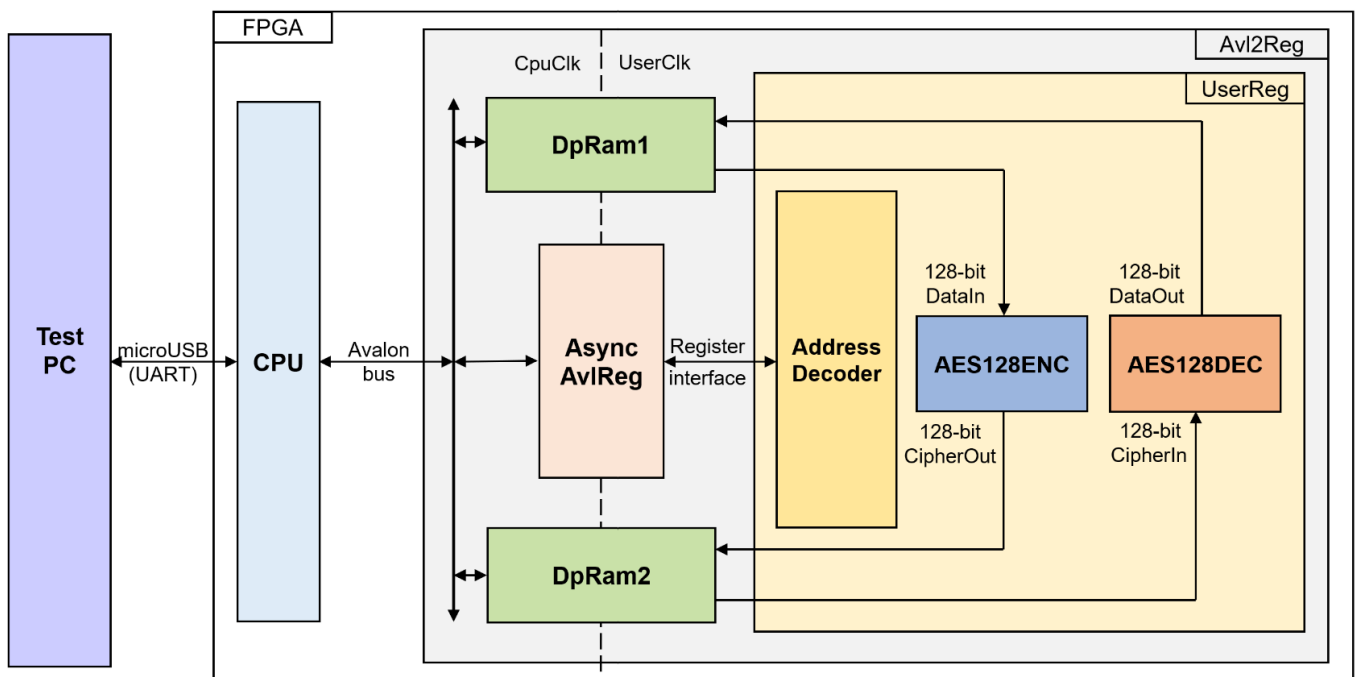 FPGA
Avl2Reg
CpuClk
UserClk
UserReg
DpRam1
Test
PC
microUSB
(UART)
CPU
Avalon
bus
Async
AvlReg
Register
interface
Address
Decoder
128-bit
DataIn
128-bit
DataOut
AES128ENC
AES128DEC
128-bit
CipherOut
128-bit
CipherIn
DpRam2